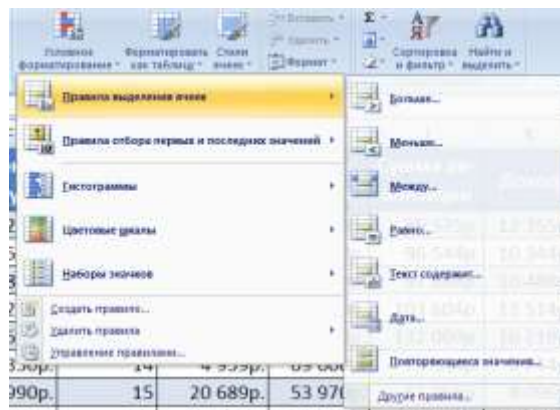 Вставить
Удалить
Условное форматирование
Форматировать как таблицу
Стили ячеек
Формат
Сортировка и фильтр
Найти и выделить
Правила выделения ячеек
Правила отбора первых и последних значений
Гистограммы
Цветовые шкалы
Наборы значков
Создать правило...
Удалить правила
Управление правилами...
Больше...
Меньше...
Между...
Равно...
Текст содержит...
Дата...
Повторяющиеся значения...
Другие правила...
14
990р. 15 20 689р. 53 970